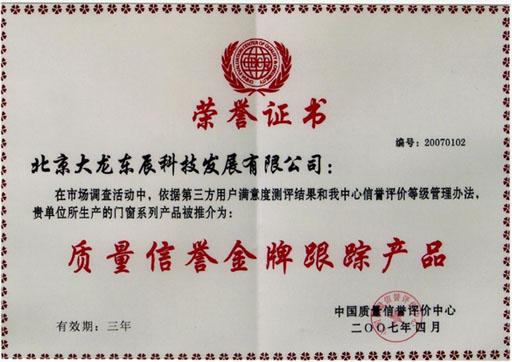 荣誉证书
编号：20070102
北京大龙东辰科技发展有限公司：
在市场调查活动中，依据第三方用户满意度测评结果和我中心信誉评价等级管理办法，
贵单位所生产的门窗系列产品被推介为：
质量信誉金牌跟踪产品
中国质量信誉评价中心
有效期：三年
二〇〇七年四月